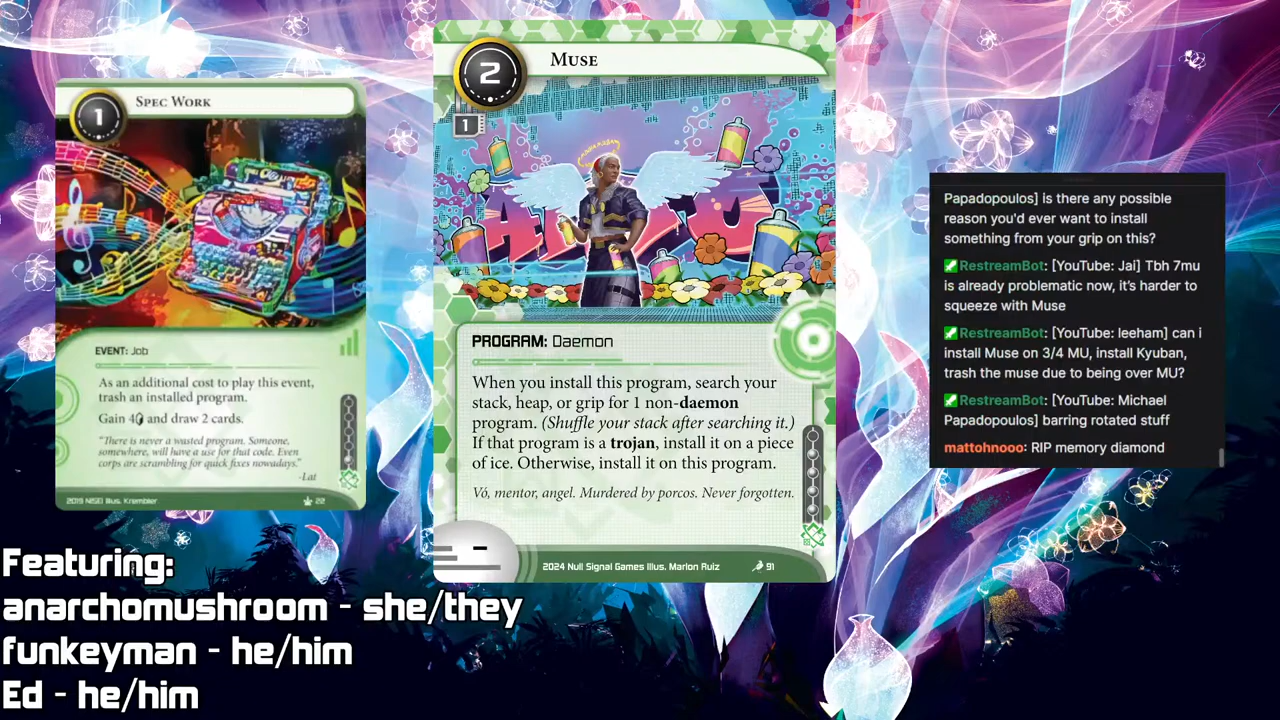 1
SPEC WORK
EVENT: Job
As an additional cost to play this event,
trash an installed program.
Gain 4 and draw 2 cards.
"There is never a wasted program. Someone,
somewhere, will have a use for that code. Even
corps are scrambling for quick fixes nowadays."
-Lat
2019 NISEI Illus. Krembler
22
2
MUSE
1
PROGRAM: Daemon
When you install this program, search your
stack, heap, or grip for 1 non-daemon
program. (Shuffle your stack after searching it.)
If that program is a trojan, install it on a piece
of ice. Otherwise, install it on this program.
Vó, mentor, angel. Murdered by porcos. Never forgotten.
-
2024 Null Signal Games Illus. Marlon Ruiz
91
Papadopoulos] is there any possible
reason you'd ever want to install
something from your grip on this?
RestreamBot: [YouTube: Jai] Tbh 7mu
is already problematic now, it's harder to
squeeze with Muse
RestreamBot: [YouTube: leeham] can i
install Muse on 3/4 MU, install Kyuban,
trash the muse due to being over MU?
RestreamBot: [YouTube: Michael
Papadopoulos] barring rotated stuff
mattohnooo: RIP memory diamond
Featuring:
anarchomushroom - she/they
funkeyman - he/him
Ed - he/him